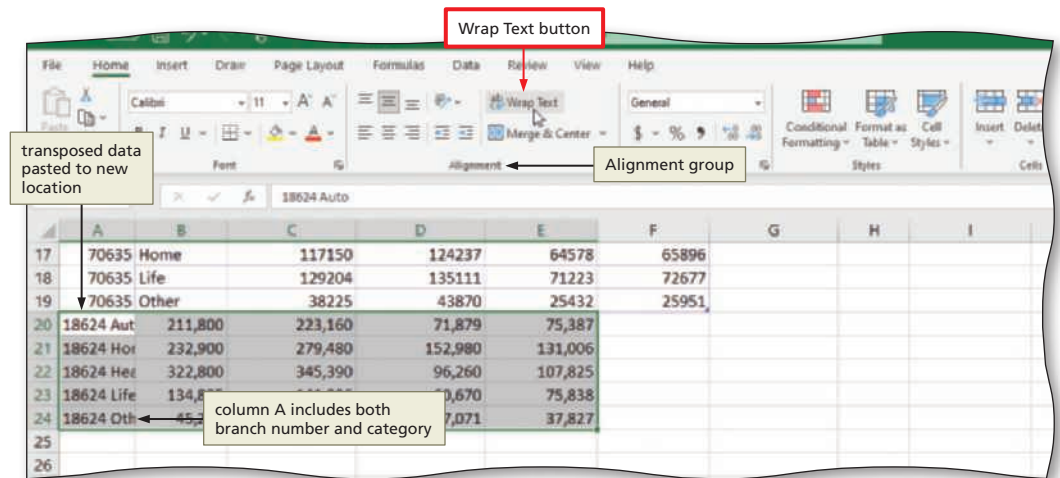 Wrap Text button
File Home Insert Draw Page Layout Formulas Data Review View Help
Calibri 11 A A Wrap Text General
I U A Merge & Center $ % Conditional Formatting Format as Table Cell Styles Insert
transposed data pasted to new location
Font Alignment Alignment group Styles Cells
fx 18624 Auto
A B C D E F G H I
17 70635 Home 117150 124237 64578 65896
18 70635 Life 129204 135111 71223 72677
19 70635 Other 38225 43870 25432 25951
20 18624 Aut 211,800 223,160 71,879 75,387
21 18624 Hor 232,900 279,480 152,980 131,006
22 18624 Hea 322,800 345,390 96,260 107,825
23 18624 Life 75,838
24 18624 Oth 37,827
column A includes both
branch number and category
25
26